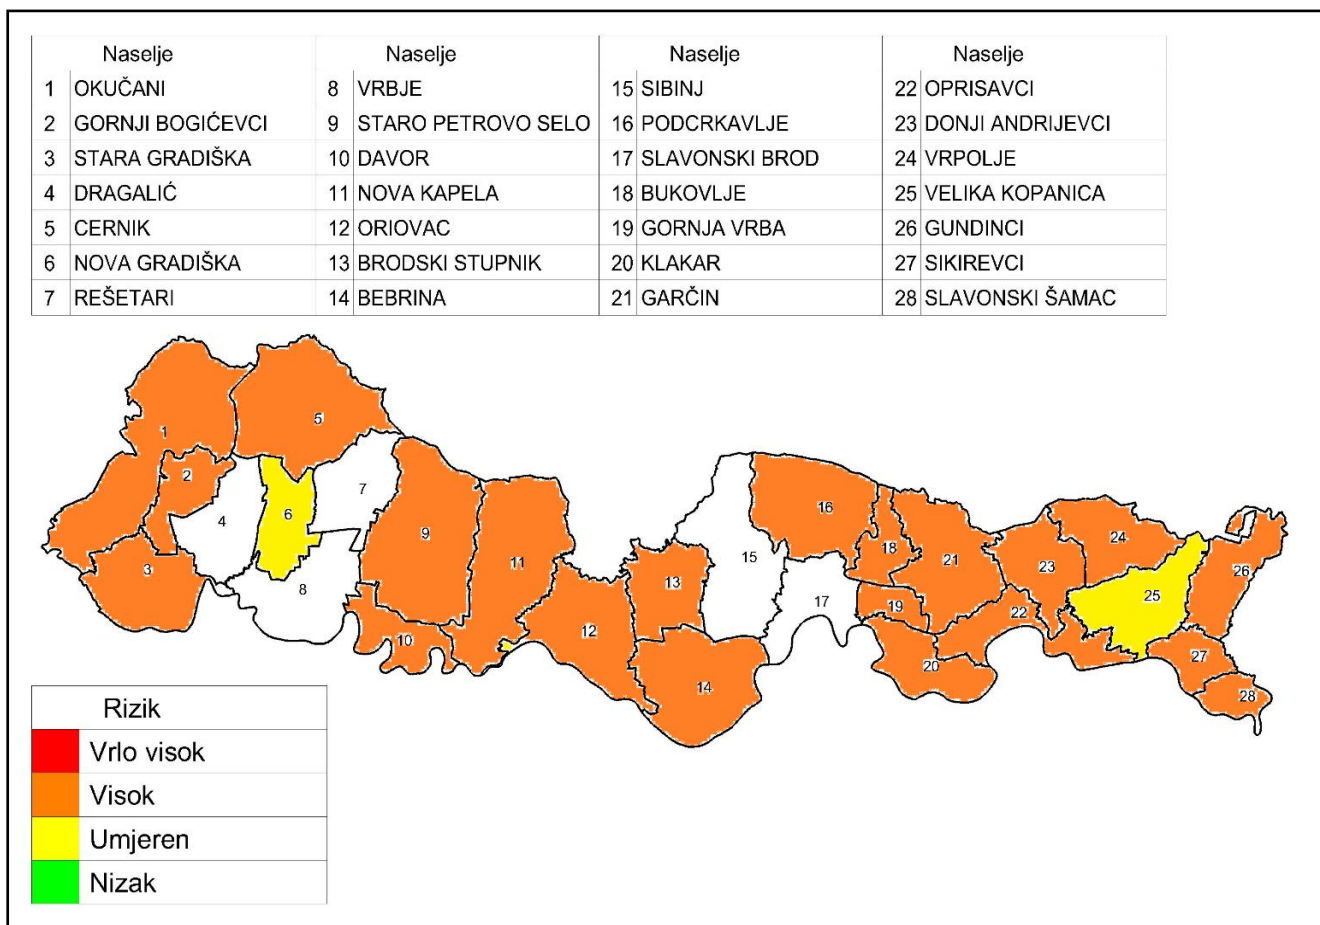 Naselje Naselje Naselje Naselje
1 OKUČANI 8 VRBJE 15 SIBINJ 22 OPRISAVCI
2 GORNJI BOGIĆEVCI 9 STARO PETROVO SELO 16 PODCRKAVLJE 23 DONJI ANDRIJEVCI
3 STARA GRADIŠKA 10 DAVOR 17 SLAVONSKI BROD 24 VRPOLJE
4 DRAGALIĆ 11 NOVA KAPELA 18 BUKOVLJE 25 VELIKA KOPANICA
5 CERNIK 12 ORIOVAC 19 GORNJA VRBA 26 GUNDINCI
6 NOVA GRADIŠKA 13 BRODSKI STUPNIK 20 KLAKAR 27 SIKIREVCI
7 REŠETARI 14 BEBRINA 21 GARČIN 28 SLAVONSKI ŠAMAC
5
1
2
7
16
4
6
9
24
18
15
11
21
23
26
3
13
8
25
17
19
22
12
10
27
20
14
28
Rizik
Vrlo visok
Visok
Umjeren
Nizak